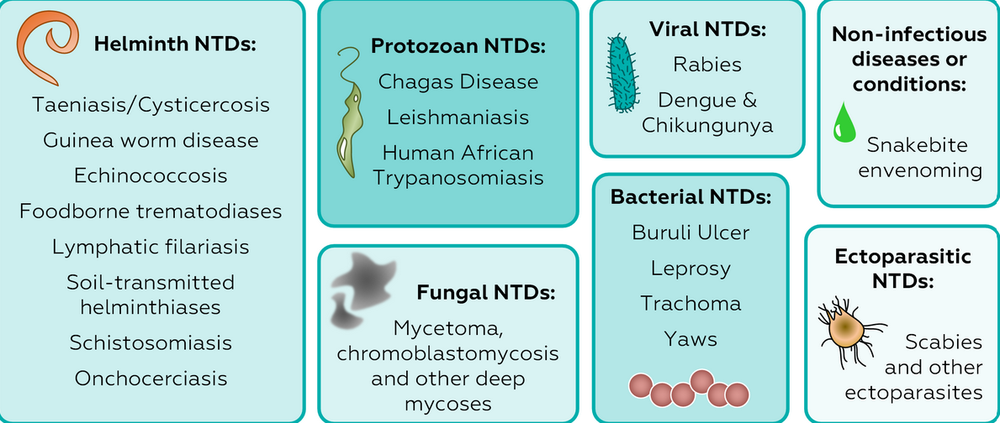 Helminth NTDs:
Taeniasis/Cysticercosis
Guinea worm disease
Echinococcosis
Foodborne trematodiases
Lymphatic filariasis
Soil-transmitted
helminthiases
Schistosomiasis
Onchocerciasis
Protozoan NTDs:
Chagas Disease
Leishmaniasis
Human African
Trypanosomiasis
Fungal NTDs:
Mycetoma,
chromoblastomycosis
and other deep
mycoses
Viral NTDs:
Rabies
Dengue &
Chikungunya
Bacterial NTDs:
Buruli Ulcer
Leprosy
Trachoma
Yaws
Non-infectious
diseases or
conditions:
Snakebite
envenoming
Ectoparasitic
NTDs:
Scabies
and other
ectoparasites